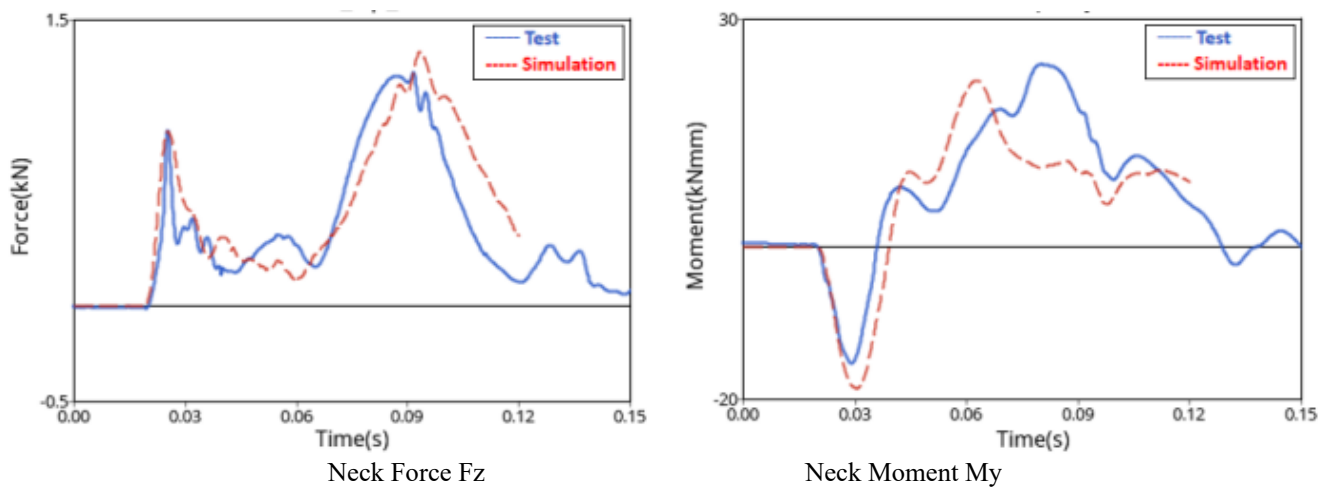 1.5
Test
Simulation
Force(kN)
-0.5
0.00 0.03 0.06 0.09 0.12 0.15
Time(s)
Neck Force Fz
30
Test
Simulation
Moment(kNmm)
-20
0.00 0.03 0.06 0.09 0.12 0.15
Time(s)
Neck Moment My